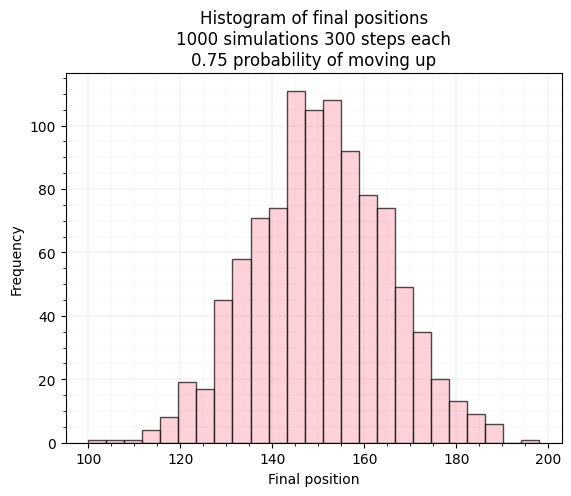 Histogram of final positions
1000 simulations 300 steps each
0.75 probability of moving up
Frequency
100
80
60
40
20
0
100 120 140 160 180 200
Final position